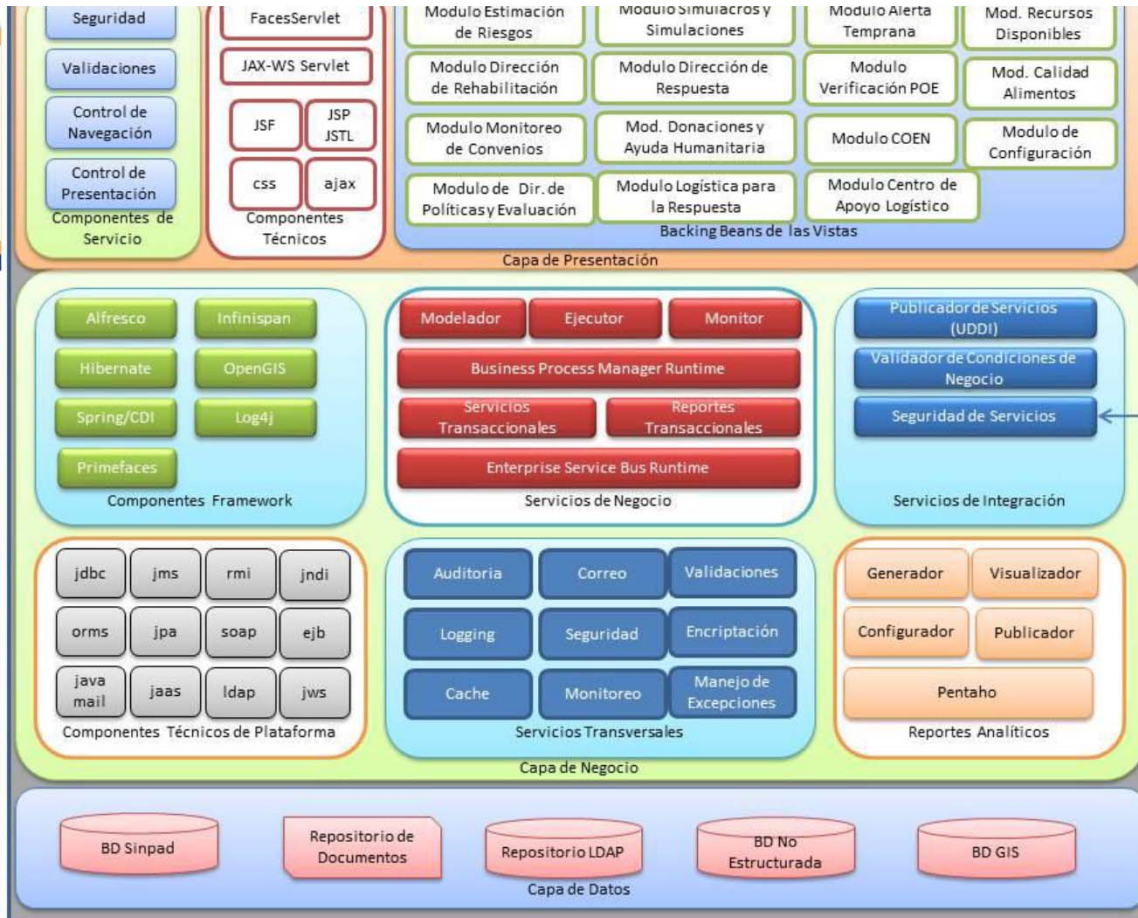 Seguridad
Validaciones
Control de
Navegación
Control de
Presentación
Componentes de
Servicio
FacesServlet
JAX-WS Servlet
JSF
JSP
JSTL
css
ajax
Componentes
Técnicos
Modulo Estimación
de Riesgos
Modulo Simulacros y
Simulaciones
Modulo Alerta
Temprana
Mod. Recursos
Disponibles
Modulo Dirección
de Rehabilitación
Modulo Dirección de
Respuesta
Modulo
Verificación POE
Mod. Calidad
Alimentos
Modulo Monitoreo
de Convenios
Mod. Donaciones y
Ayuda Humanitaria
Modulo COEN
Modulo de
Configuración
Modulo de Dir. de
Políticas y Evaluación
Modulo Logística para
la Respuesta
Modulo Centro de
Apoyo Logístico
Backing Beans de las Vistas
Capa de Presentación
Alfresco
Infinispan
Hibernate
OpenGIS
Spring/CDI
Log4j
Primefaces
Componentes Framework
Modelador
Ejecutor
Monitor
Business Process Manager Runtime
Servicios
Transaccionales
Reportes
Transaccionales
Enterprise Service Bus Runtime
Servicios de Negocio
Publicador de Servicios
(UDDI)
Validador de Condiciones de
Negocio
Seguridad de Servicios
Servicios de Integración
jdbc
jms
rmi
jndi
orms
jpa
soap
ejb
java
mail
jaas
ldap
jws
Componentes Técnicos de Plataforma
Auditoria
Correo
Validaciones
Logging
Seguridad
Encriptación
Cache
Monitoreo
Manejo de
Excepciones
Servicios Transversales
Generador
Visualizador
Configurador
Publicador
Pentaho
Reportes Analíticos
Capa de Negocio
BD Sinpad
Repositorio de
Documentos
Repositorio LDAP
BD No
Estructurada
BD GIS
Capa de Datos